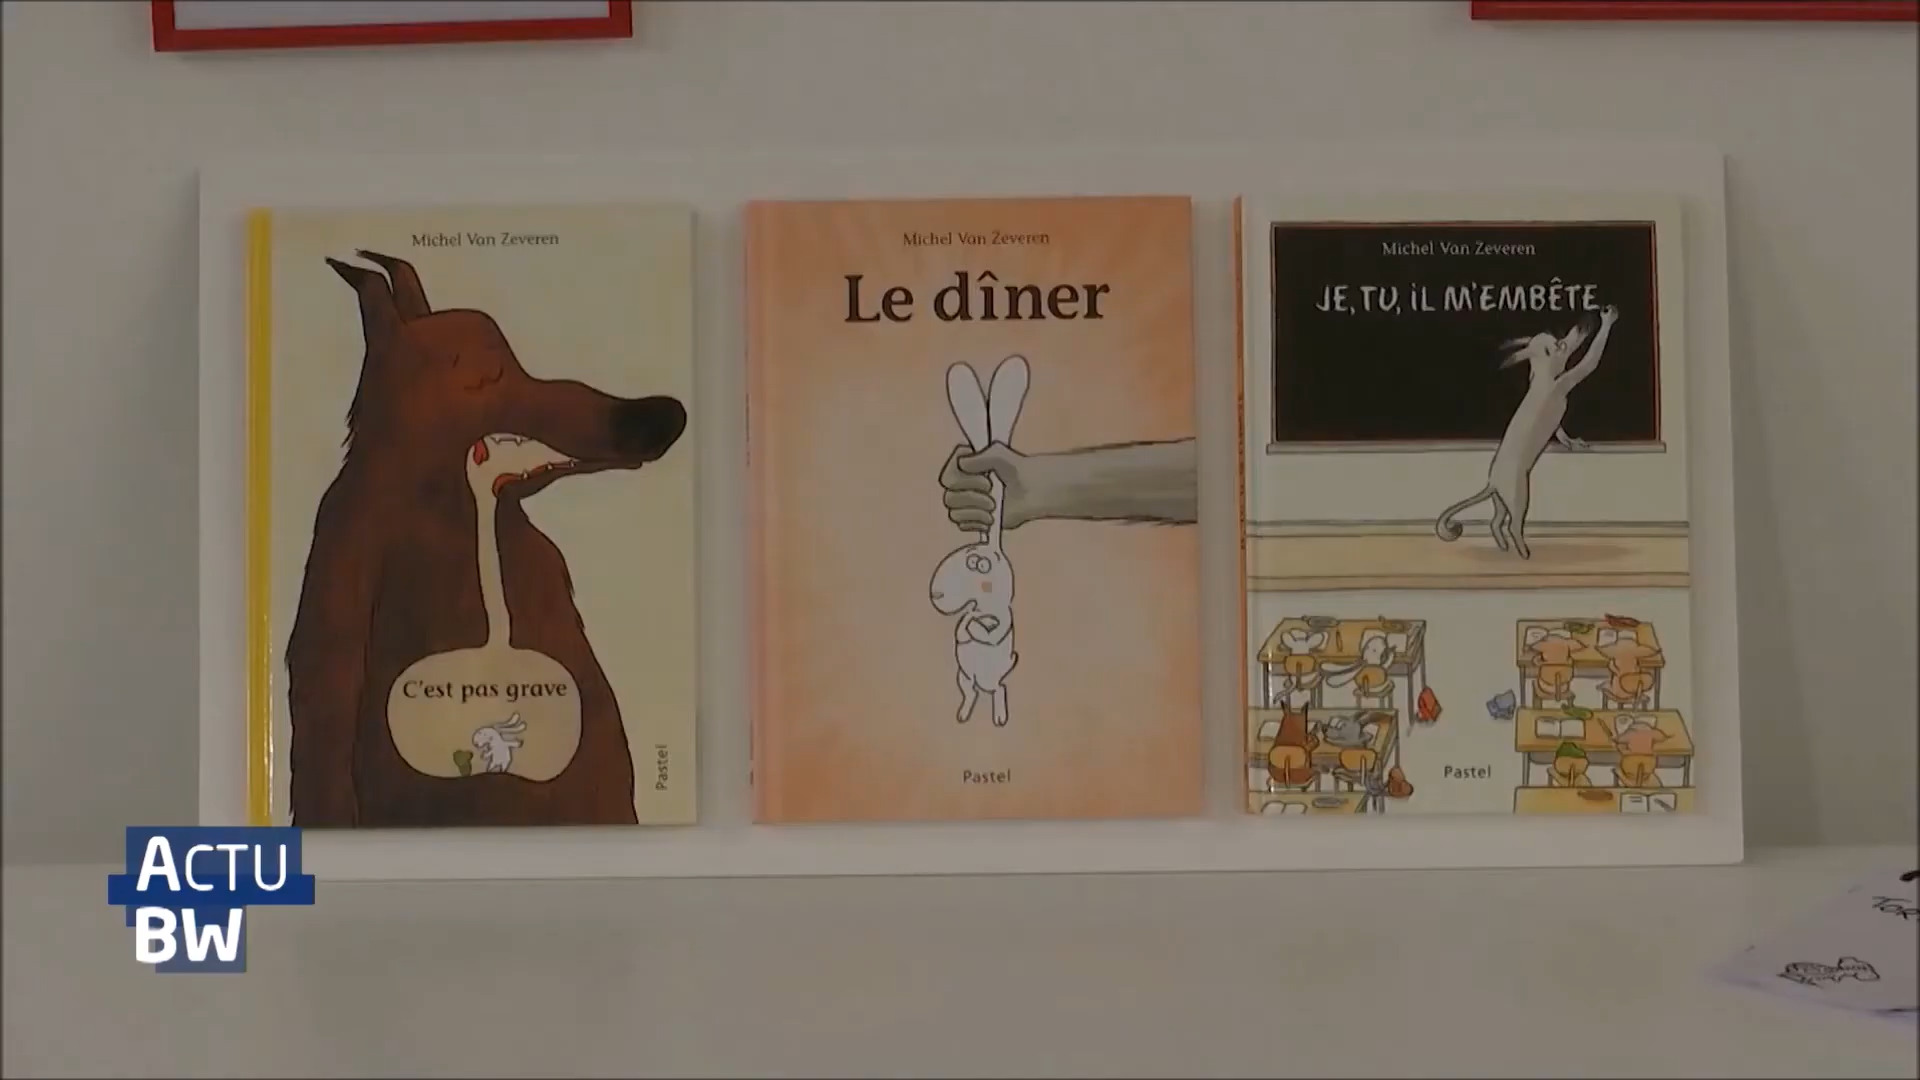 Michel Van Zeveren
C'est pas grave
Pastel
Michel Van Zeveren
Le dîner
Pastel
Michel Van Zeveren
JE, TU, iL M'EMBÊTE
Pastel
ACTU
BW